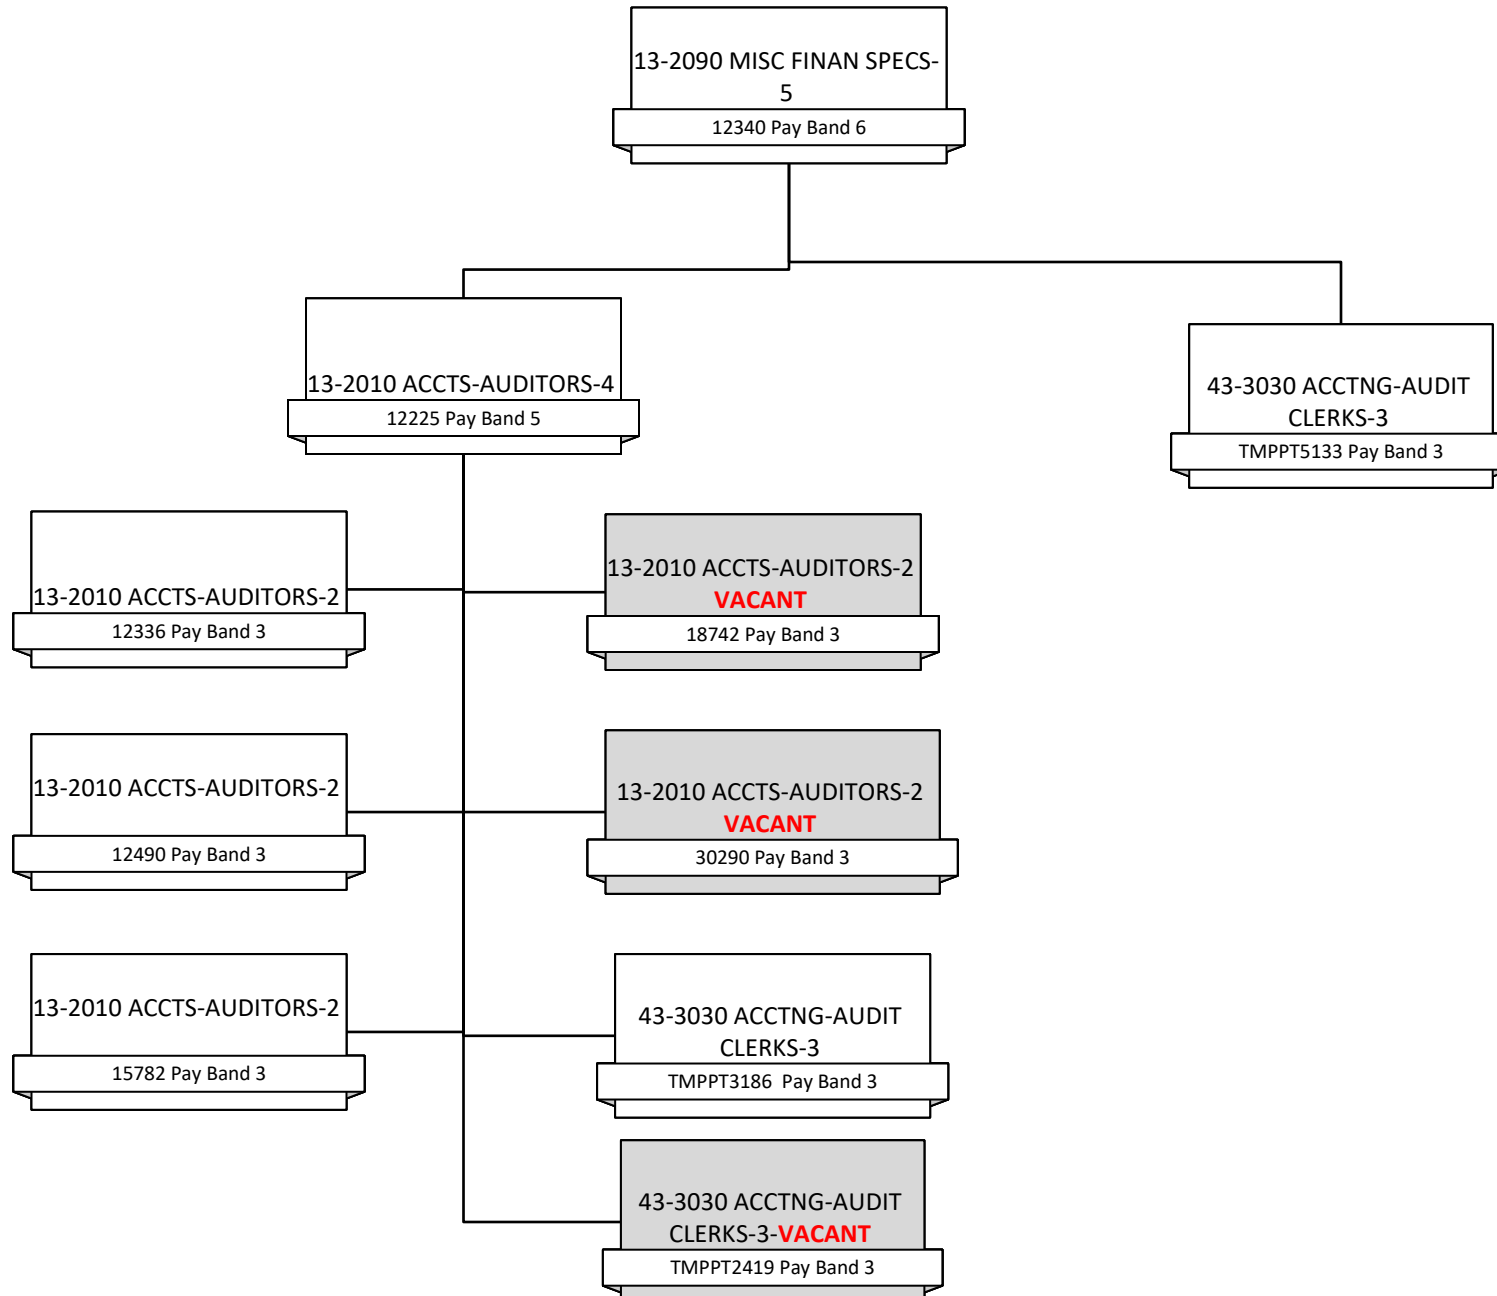 13-2090 MISC FINAN SPECS-
5
12340 Pay Band 6
13-2010 ACCTS-AUDITORS-4
12225 Pay Band 5
43-3030 ACCTNG-AUDIT
CLERKS-3
TMPPT5133 Pay Band 3
13-2010 ACCTS-AUDITORS-2
12336 Pay Band 3
13-2010 ACCTS-AUDITORS-2
VACANT
18742 Pay Band 3
13-2010 ACCTS-AUDITORS-2
12490 Pay Band 3
13-2010 ACCTS-AUDITORS-2
VACANT
30290 Pay Band 3
13-2010 ACCTS-AUDITORS-2
15782 Pay Band 3
43-3030 ACCTNG-AUDIT
CLERKS-3
TMPPT3186  Pay Band 3
43-3030 ACCTNG-AUDIT
CLERKS-3-VACANT
TMPPT2419 Pay Band 3